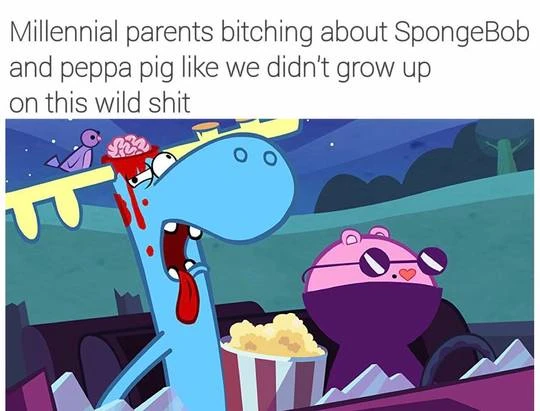 Millennial parents bitching about SpongeBob
and peppa pig like we didn't grow up
on this wild shit